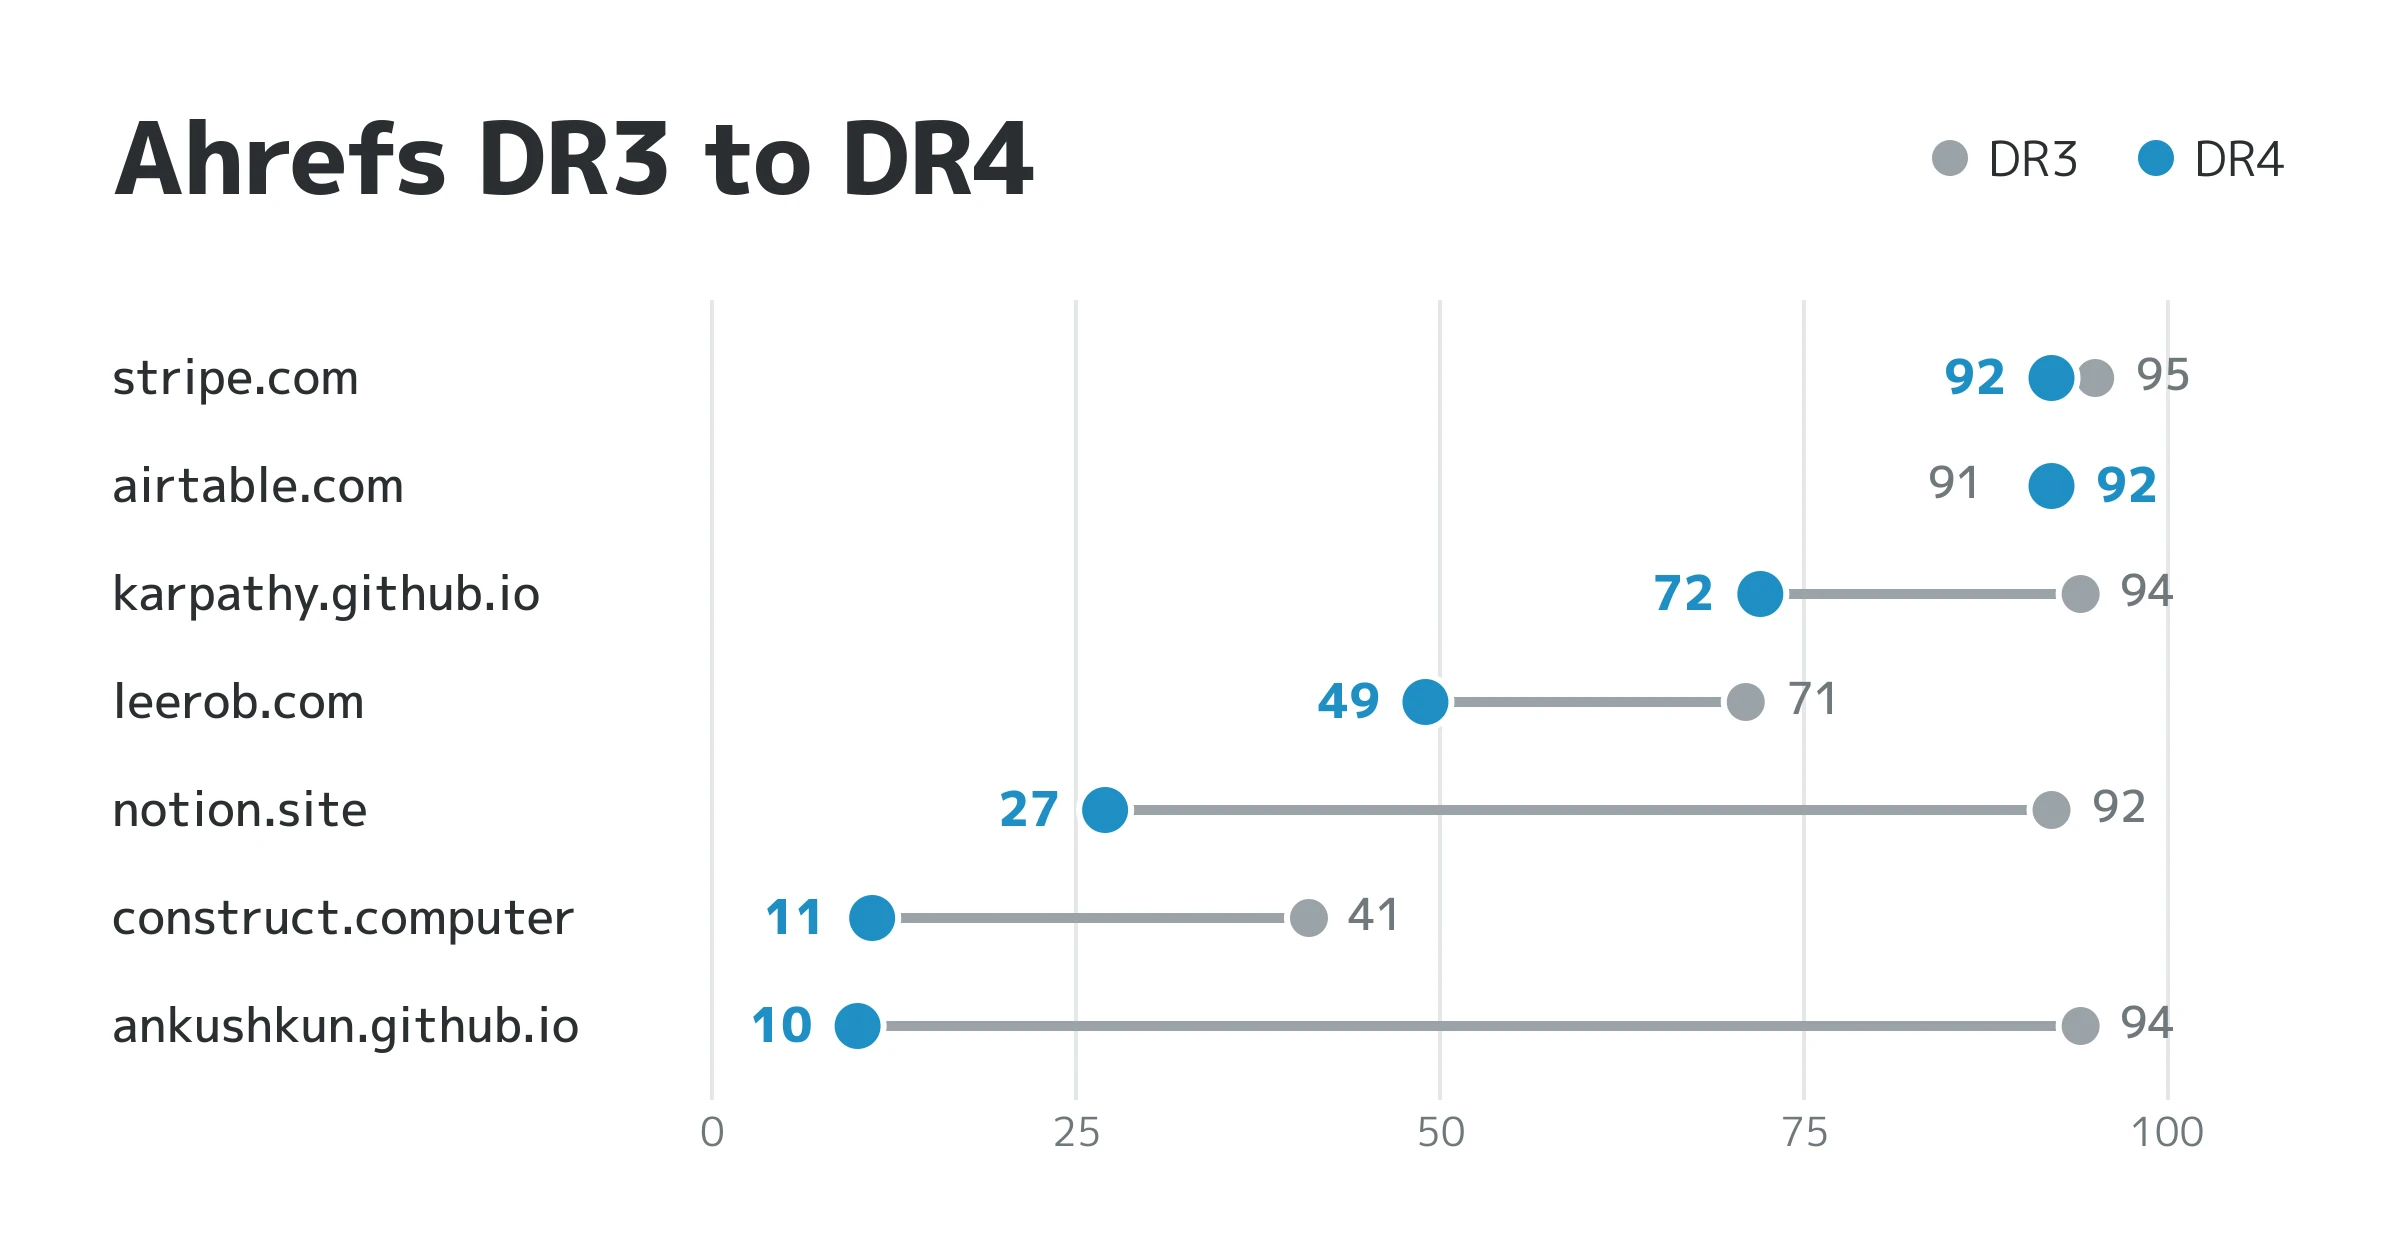 Ahrefs DR3 to DR4
DR3 DR4
stripe.com 92 95
airtable.com 91 92
karpathy.github.io 72 94
leerob.com 49 71
notion.site 27 92
construct.computer 11 41
ankushkun.github.io 10 94
0 25 50 75 100